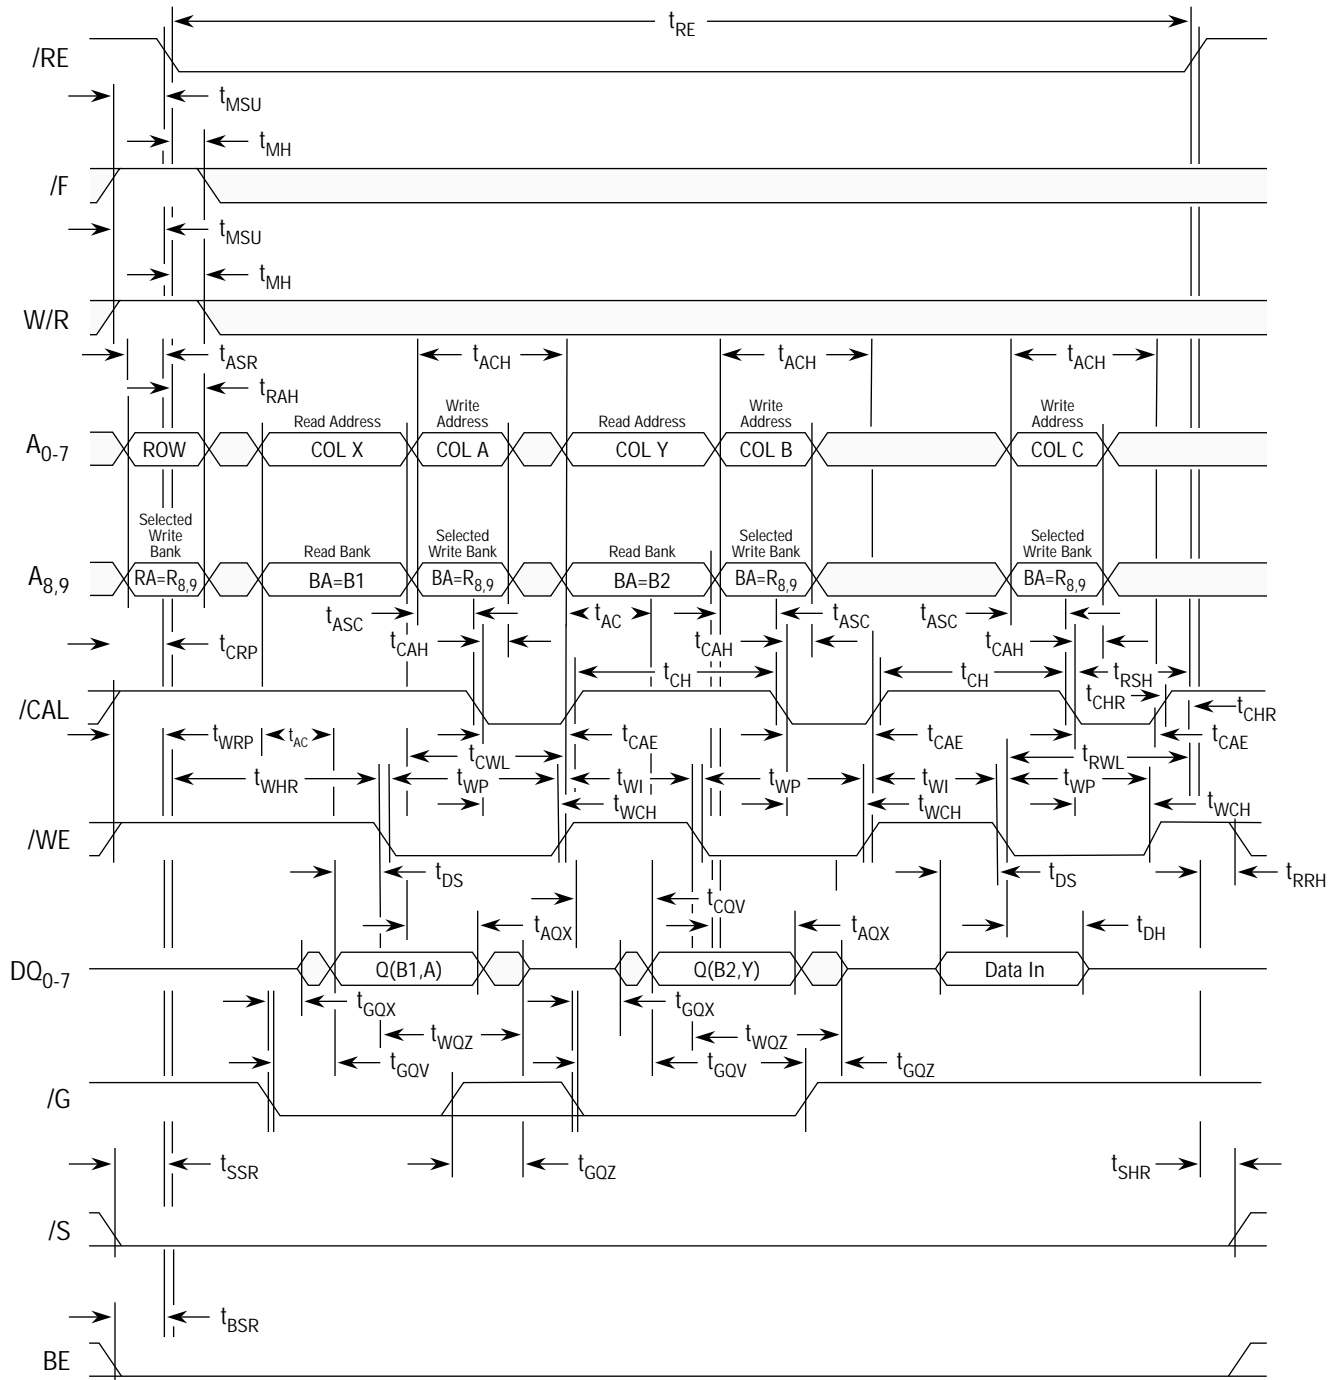 tRE
/RE
tMSU
tMH
/F
tMSU
tMH
W/R
tASR tACH tACH tACH
tRAH
Read Address Write Address Read Address Write Address Write Address
A0-7 ROW COL X COL A COL Y COL B COL C
Selected Write Bank Read Bank Selected Write Bank Read Bank Selected Write Bank Selected Write Bank
A8,9 RA=R8,9 BA=B1 BA=R8,9 BA=B2 BA=R8,9 BA=R8,9
tASC tAC tASC tASC
tCRP tCAH tCAH tCAH
tCH tCH tRSH
/CAL tCHR tCHR
tWRP tAC tCAE tCAE tCAE
tCWL tRWL
tWHR tWP tWI tWP tWI tWP
tWCH tWCH tWCH
/WE
tDS tDS tRRH
tCQV
tAQX tAQX tDH
DQ0-7 Q(B1,A) Q(B2,Y) Data In
tGQX tGQX
tWQZ tWQZ
tGQV tGQV tGQZ
/G
tSSR tGQZ tSHR
/S
tBSR
BE